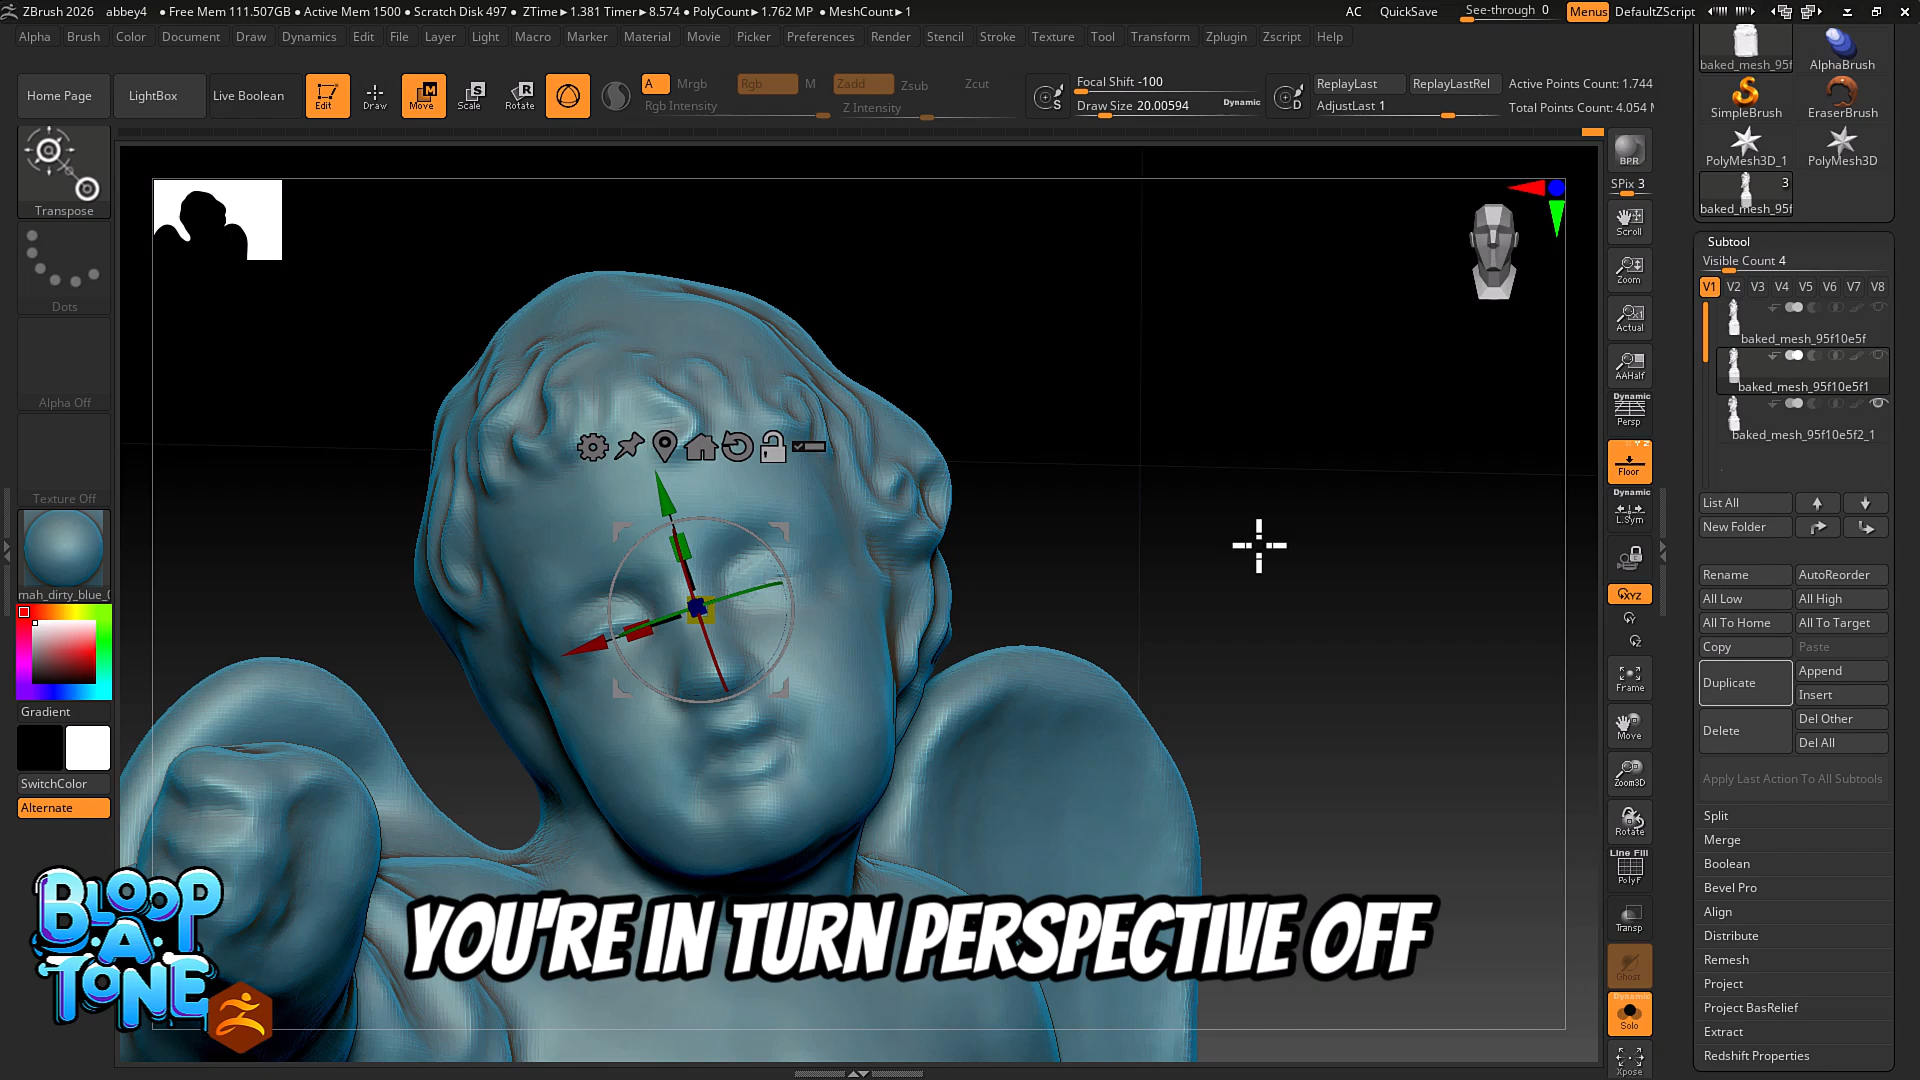 ZBrush 2026 abbey4 ● Free Mem 111.507GB ● Active Mem 1500 ● Scratch Disk 497 ● ZTime►1.381 Timer►8.574 ● PolyCount►1.762 MP ● MeshCount►1 AC QuickSave See-through 0 Menus DefaultZScript
Alpha Brush Color Document Draw Dynamics Edit File Layer Light Macro Marker Material Movie Picker Preferences Render Stencil Stroke Texture Tool Transform Zplugin Zscript Help
Home Page LightBox Live Boolean Edit Draw Move Scale Rotate
A Mrgb Rgb M Zadd Zsub Zcut
Rgb Intensity Z Intensity
Focal Shift -100
Draw Size 20.00594 Dynamic
ReplayLast ReplayLastRel
AdjustLast 1
Active Points Count: 1.744
Total Points Count: 4.054 M
Transpose
Dots
Alpha Off
Texture Off
mah_dirty_blue_0
Gradient
SwitchColor
Alternate
BPR
SPix 3
Scroll
Zoom
Actual
AAHalf
Dynamic
Persp
Floor
Dynamic
L.Sym
XYZ
Frame
Move
Zoom3D
Rotate
Line Fill
PolyF
Transp
Ghost
Dynamic
Solo
Xpose
baked_mesh_95f AlphaBrush
SimpleBrush EraserBrush
PolyMesh3D_1 PolyMesh3D
3
baked_mesh_95f
Subtool
Visible Count 4
V1 V2 V3 V4 V5 V6 V7 V8
baked_mesh_95f10e5f
baked_mesh_95f10e5f1
baked_mesh_95f10e5f2_1
List All
New Folder
Rename AutoReorder
All Low All High
All To Home All To Target
Copy Paste
Duplicate Append
Insert
Delete Del Other
Del All
Apply Last Action To All Subtools
Split
Merge
Boolean
Bevel Pro
Align
Distribute
Remesh
Project
Project BasRelief
Extract
Redshift Properties
BLOOP
·A·
TONE
YOU'RE IN TURN PERSPECTIVE OFF